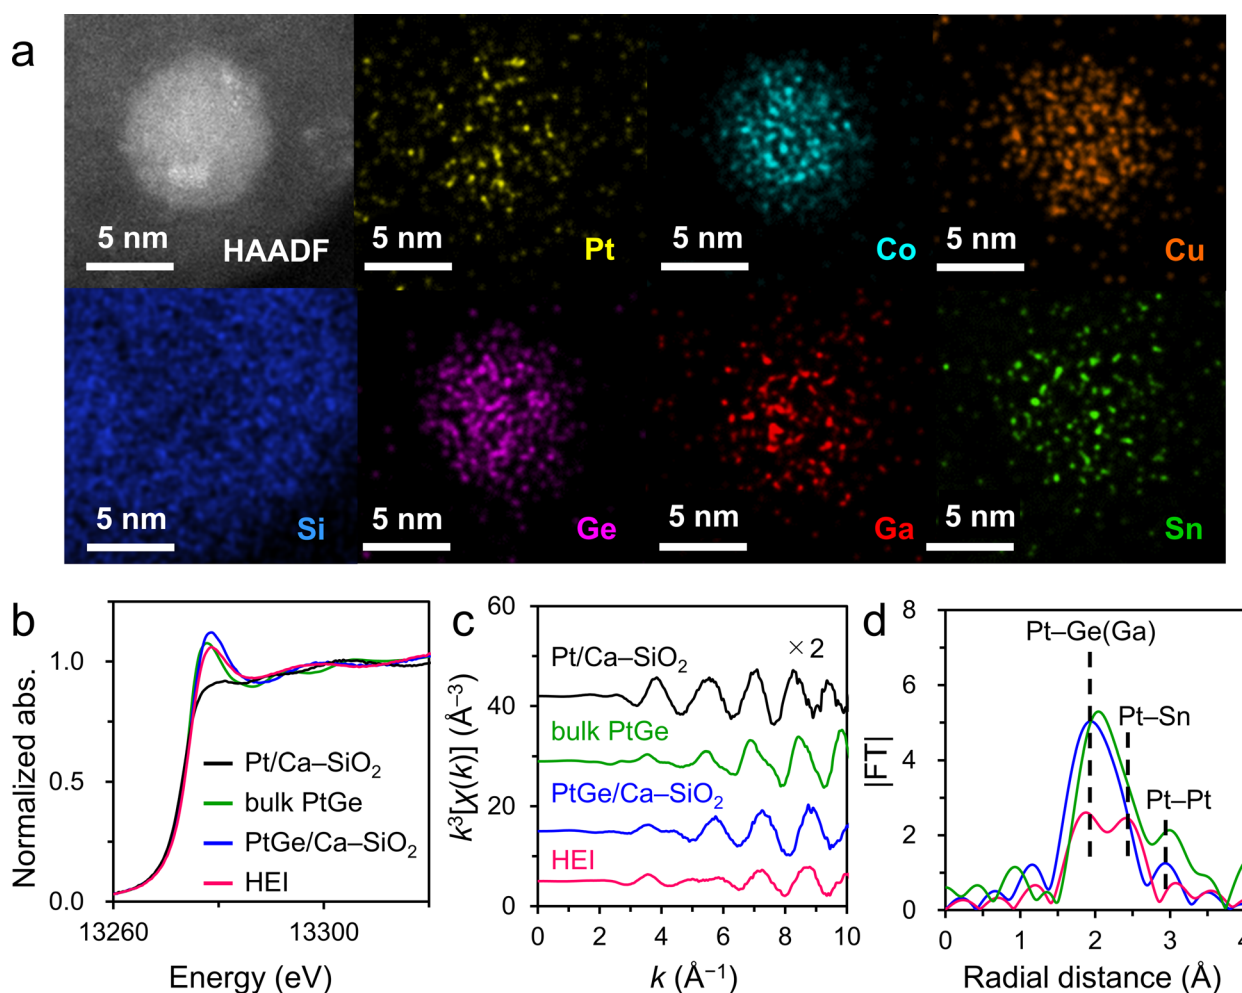 a
5 nm HAADF
5 nm Pt
5 nm Co
5 nm Cu
5 nm Si
5 nm Ge
5 nm Ga
5 nm Sn
b
Normalized abs.
1.0
0.5
0.0
13260 13300
Energy (eV)
Pt/Ca–SiO₂
bulk PtGe
PtGe/Ca–SiO₂
HEI
c
k³[χ(k)] (Å⁻³)
60
40
20
0
Pt/Ca–SiO₂ × 2
bulk PtGe
PtGe/Ca–SiO₂
HEI
0 2 4 6 8 10
k (Å⁻¹)
d
|FT|
8
6
4
2
0
Pt–Ge(Ga)
Pt–Sn
Pt–Pt
0 1 2 3 4
Radial distance (Å)